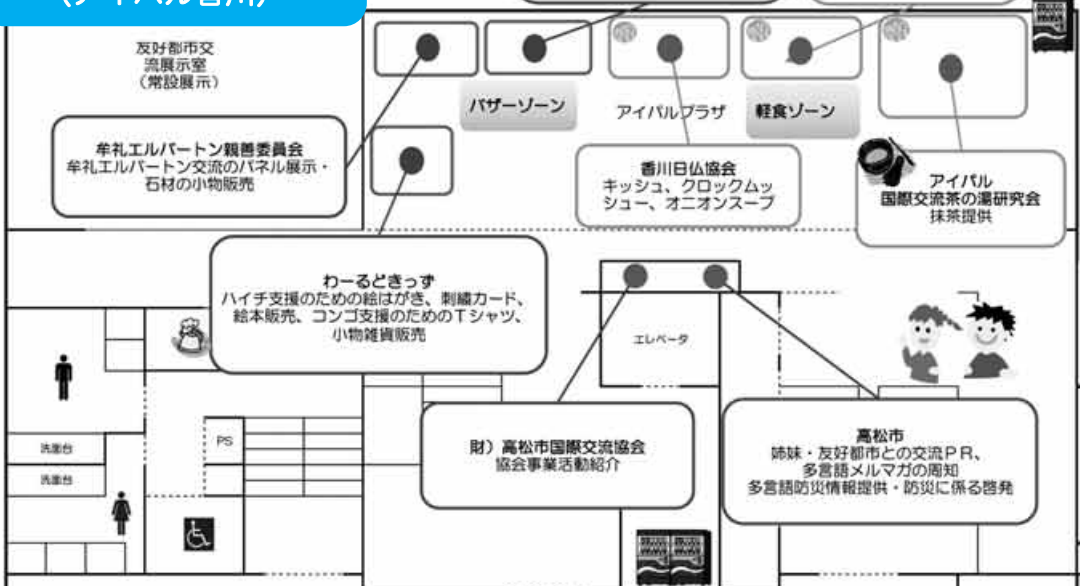 (アイパル香川)
友好都市交
流展示室
(常設展示)
バザーゾーン
アイパルプラザ
軽食ゾーン
牟礼エルバートン親善委員会
牟礼エルバートン交流のパネル展示・
石材の小物販売
香川日仏協会
キッシュ、クロックムッ
シュー、オニオンスープ
アイパル
国際交流茶の湯研究会
抹茶提供
わーるどきっず
ハイチ支援のための絵はがき、刺繍カード、
絵本販売、コンゴ支援のためのTシャツ、
小物雑貨販売
エレベータ
PS
洗面台
洗面台
財)高松市国際交流協会
協会事業活動紹介
高松市
姉妹・友好都市との交流PR、
多言語メルマガの周知
多言語防災情報提供・防災に係る啓発